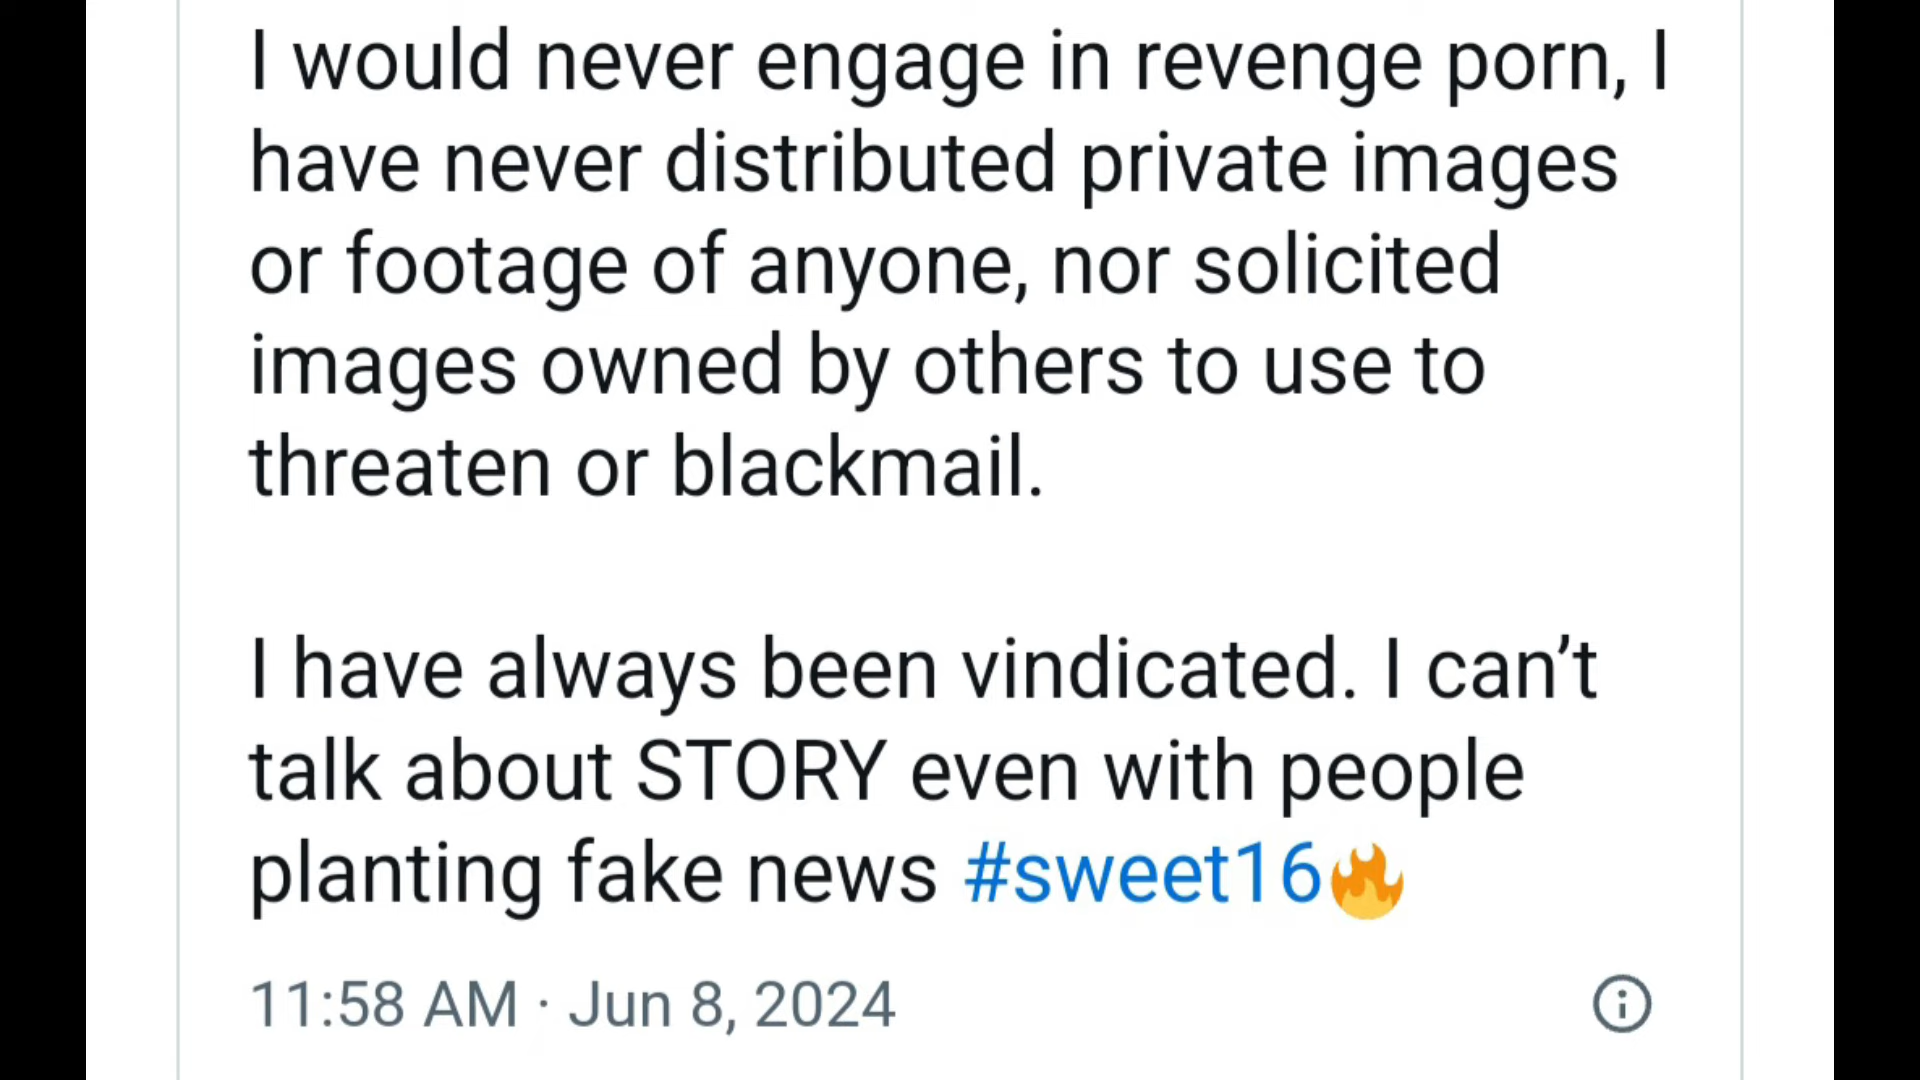 I would never engage in revenge porn, I
have never distributed private images
or footage of anyone, nor solicited
images owned by others to use to
threaten or blackmail.
I have always been vindicated. I can’t
talk about STORY even with people
planting fake news #sweet16🔥
11:58 AM · Jun 8, 2024